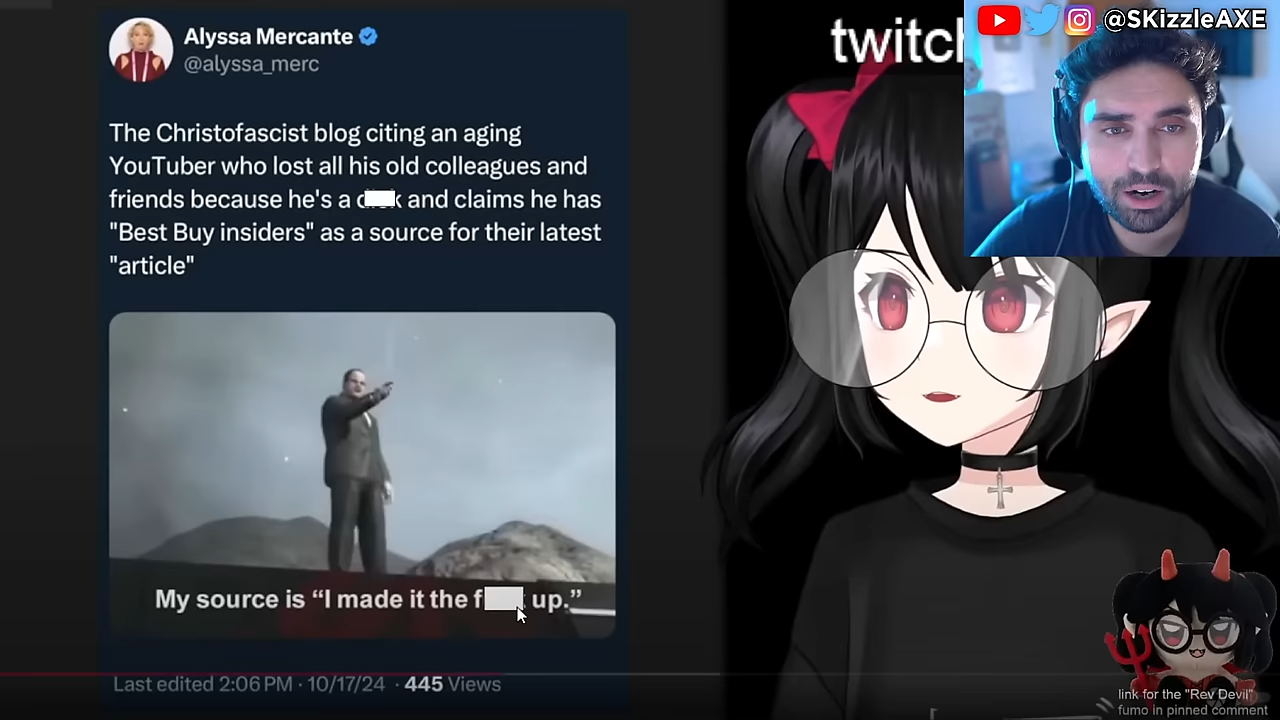 Alyssa Mercante
@alyssa_merc
The Christofascist blog citing an aging
YouTuber who lost all his old colleagues and
friends because he's a d k and claims he has
"Best Buy insiders" as a source for their latest
"article"
My source is “I made it the f up.”
Last edited 2:06 PM · 10/17/24 · 445 Views
twitch
@SKizzleAXE
link for the "Rev Devil"
fumo in pinned comment